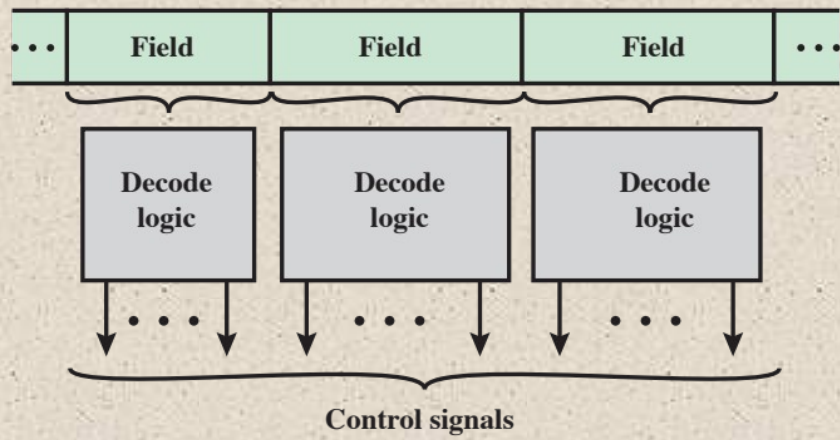 ... Field Field Field ...
Decode logic
Decode logic
Decode logic
... ... ...
Control signals